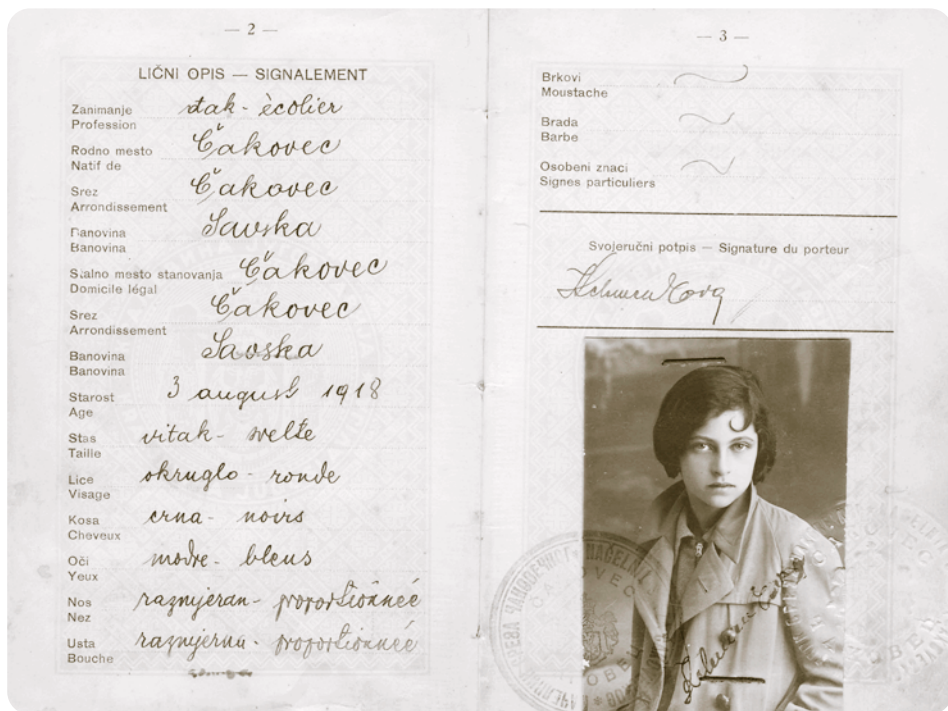 — 2 —
LIČNI OPIS — SIGNALEMENT
Zanimanje đak - ècolier
Profession
Rodno mesto Čakovec
Natif de
Srez Čakovec
Arrondissement
Banovina Savska
Banovina
Stalno mesto stanovanja Čakovec
Domicile légal
Srez Čakovec
Arrondissement
Banovina Savska
Banovina
Starost 3 august 1918
Age
Stas vitak - svelte
Taille
Lice okruglo - ronde
Visage
Kosa crna - noirs
Cheveux
Oči modre - bleus
Yeux
Nos razmjeran - proportionnée
Nez
Usta razmjerna - proportionnée
Bouche
— 3 —
Brkovi
Moustache
Brada
Barbe
Osobeni znaci
Signes particuliers
Svojeručni potpis — Signature du porteur